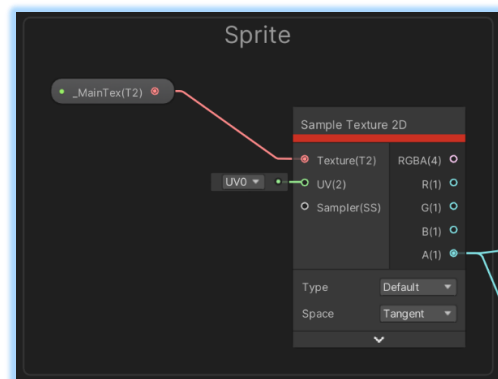 Sprite
_MainTex(T2)
Sample Texture 2D
Texture(T2) RGBA(4)
UV0 UV(2) R(1)
Sampler(SS) G(1)
B(1)
A(1)
Type Default
Space Tangent